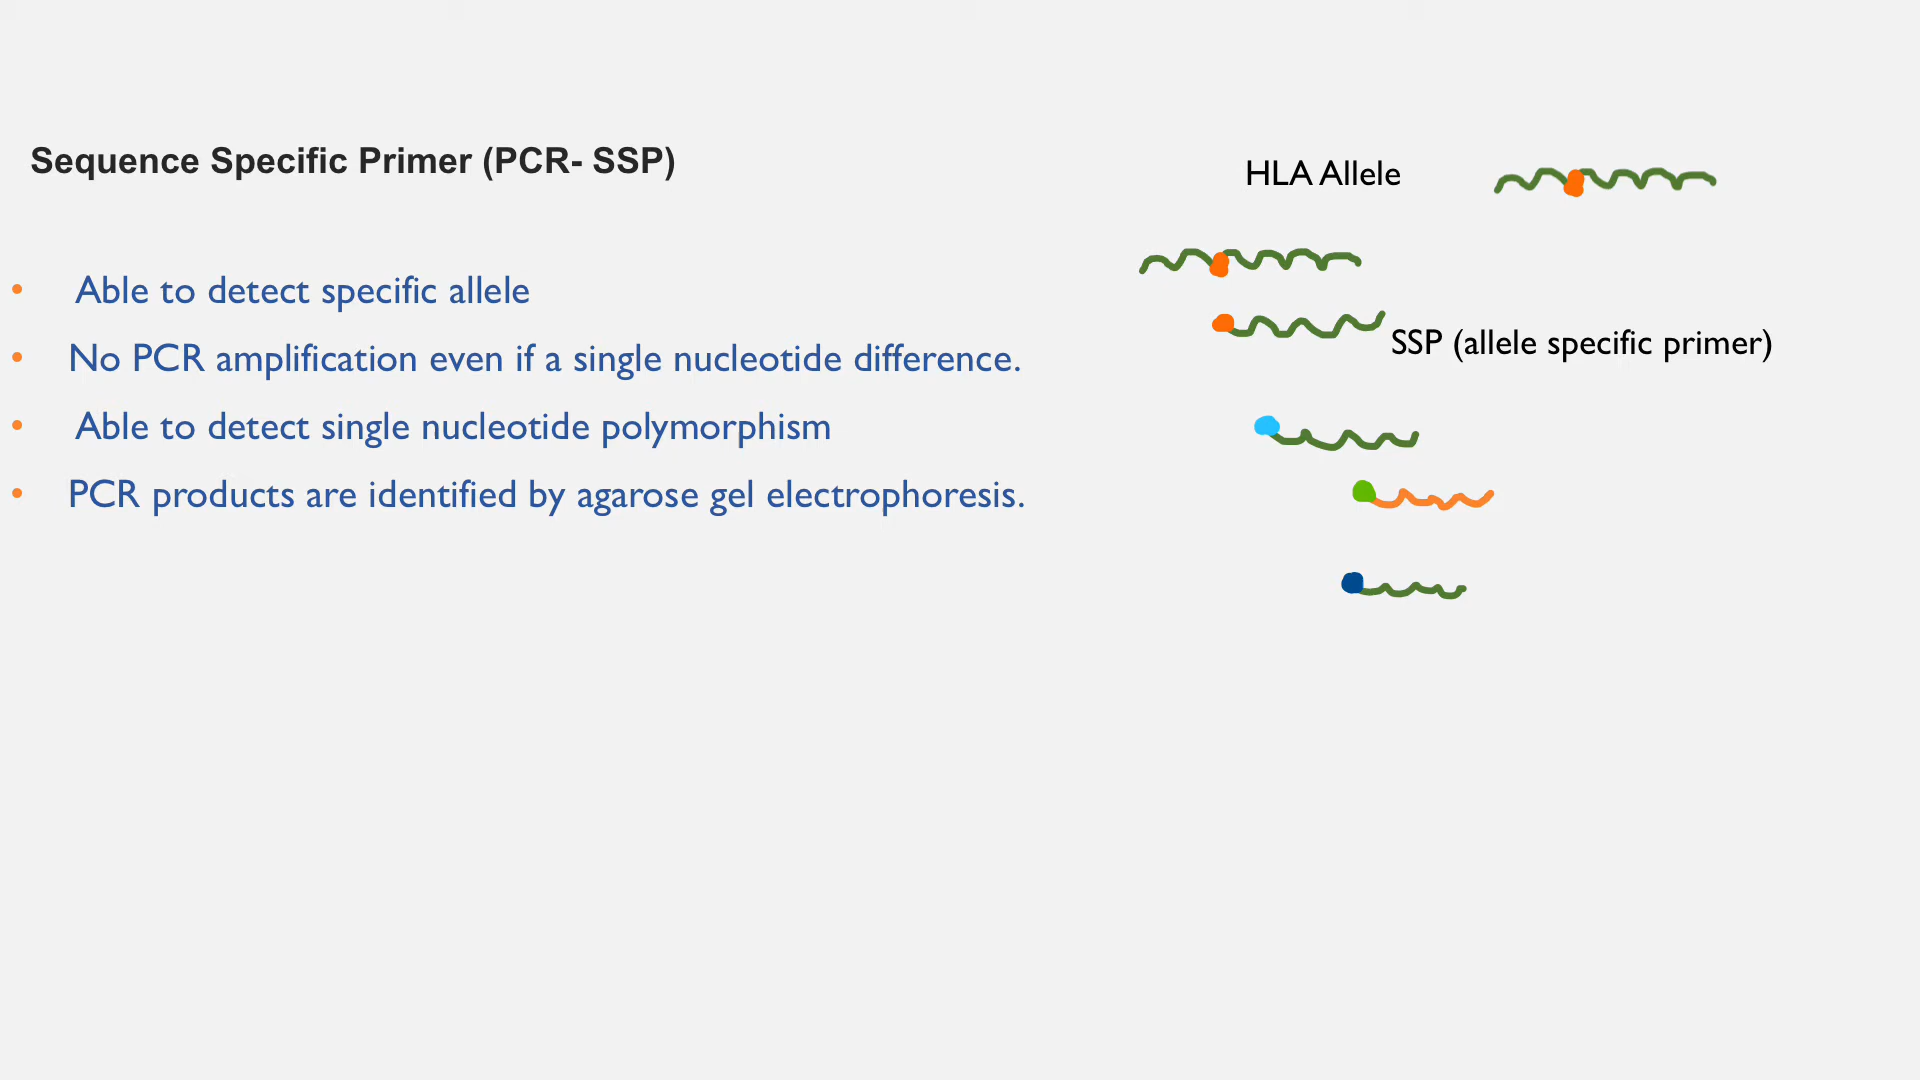 Sequence Specific Primer (PCR- SSP)
• Able to detect specific allele
• No PCR amplification even if a single nucleotide difference.
• Able to detect single nucleotide polymorphism
• PCR products are identified by agarose gel electrophoresis.
HLA Allele
SSP (allele specific primer)